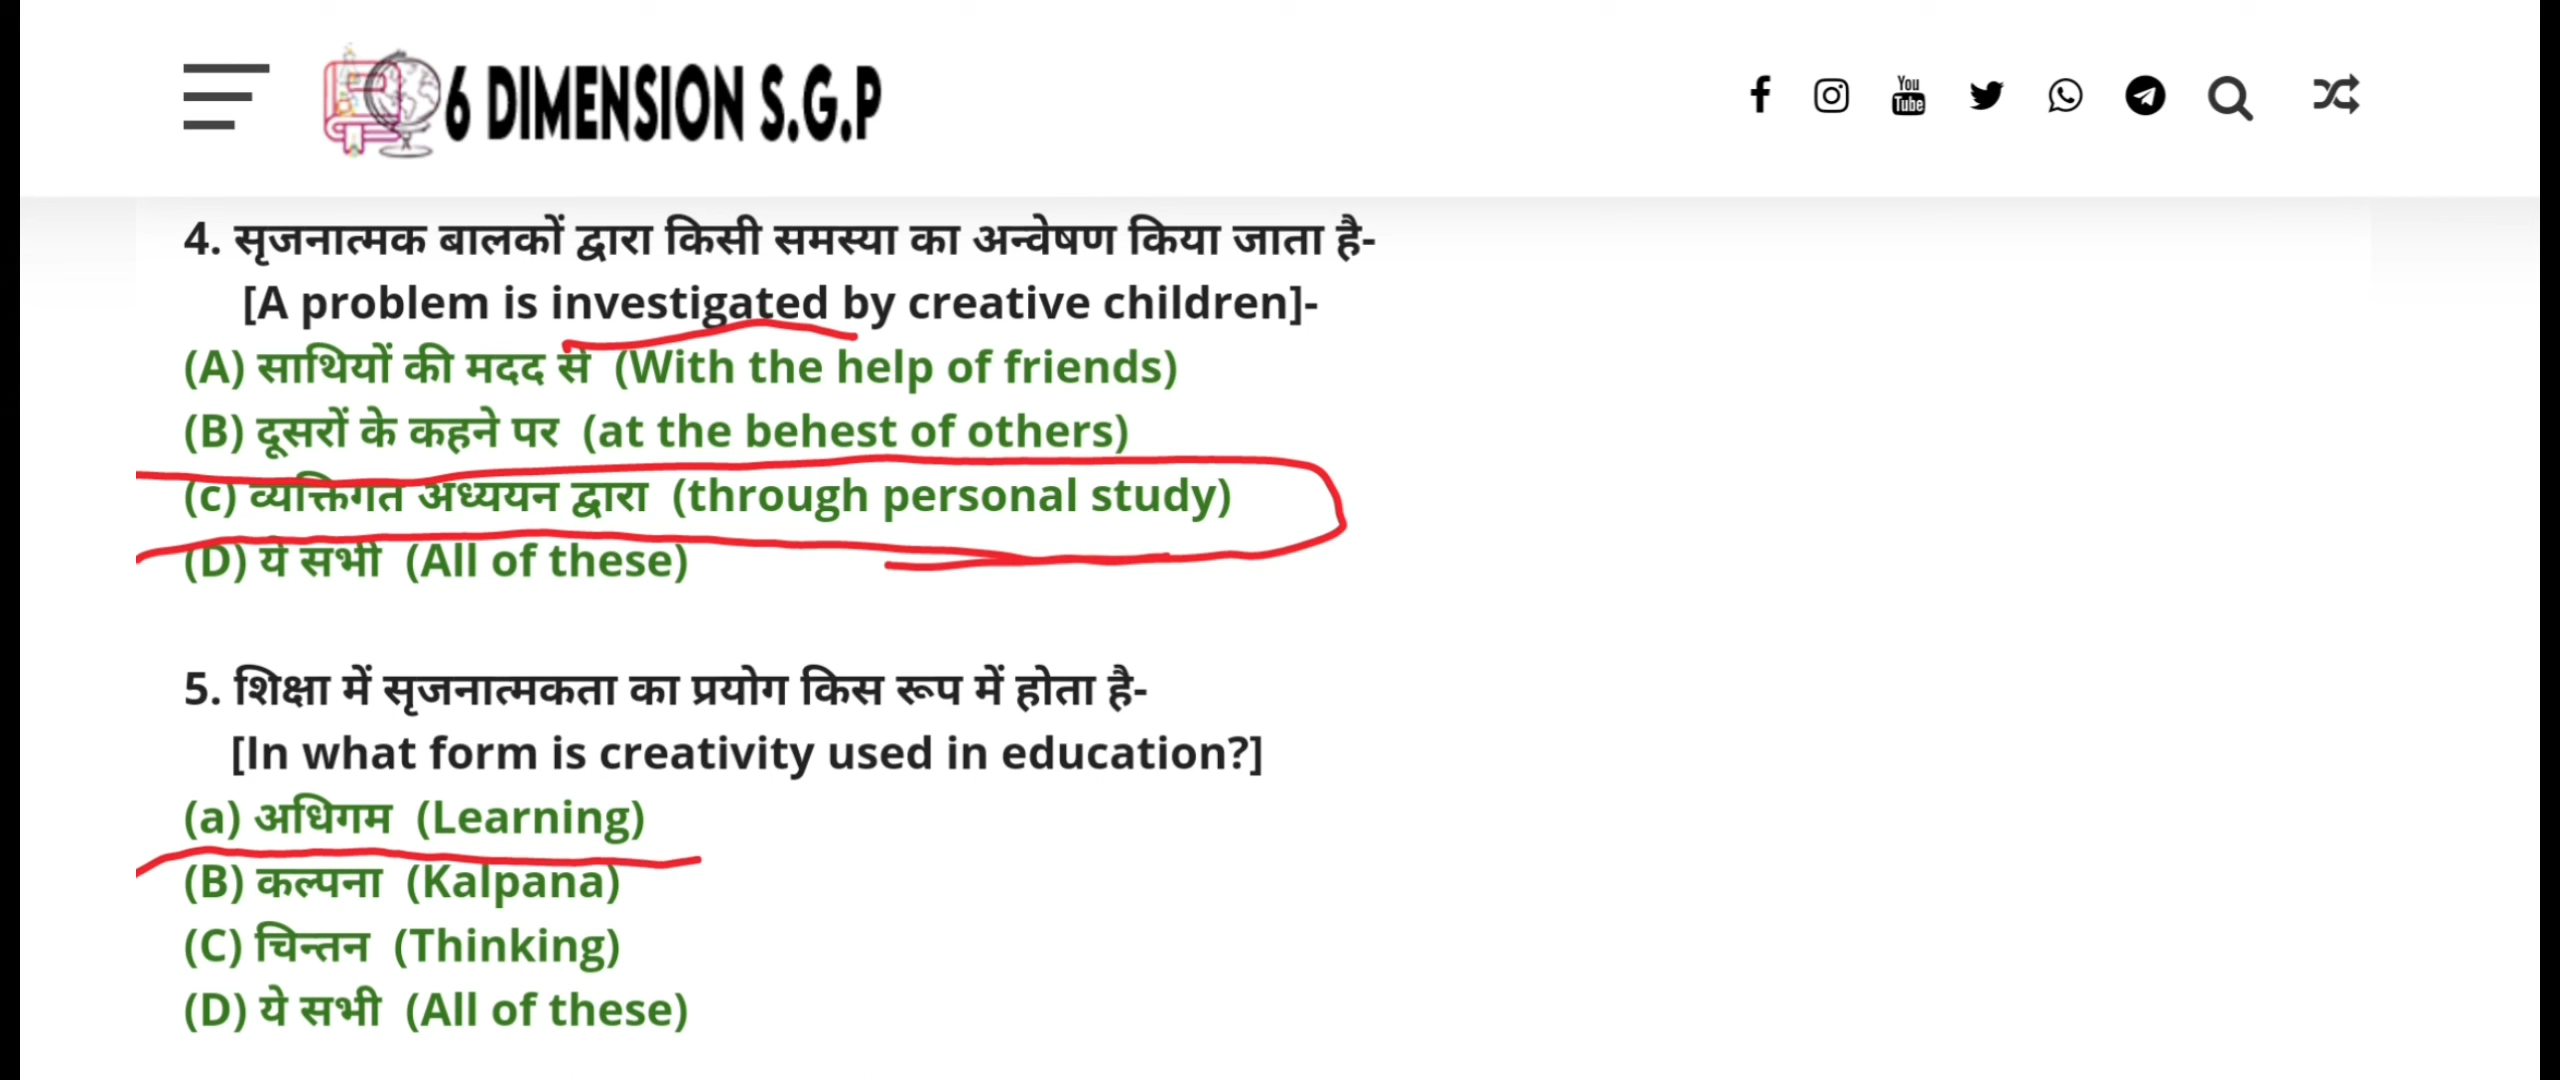 6 DIMENSION S.G.P
You
Tube
4. सृजनात्मक बालकों द्वारा किसी समस्या का अन्वेषण किया जाता है-
[A problem is investigated by creative children]-
(A) साथियों की मदद से (With the help of friends)
(B) दूसरों के कहने पर (at the behest of others)
(c) व्यक्तिगत अध्ययन द्वारा (through personal study)
(D) ये सभी (All of these)
5. शिक्षा में सृजनात्मकता का प्रयोग किस रूप में होता है-
[In what form is creativity used in education?]
(a) अधिगम (Learning)
(B) कल्पना (Kalpana)
(C) चिन्तन (Thinking)
(D) ये सभी (All of these)